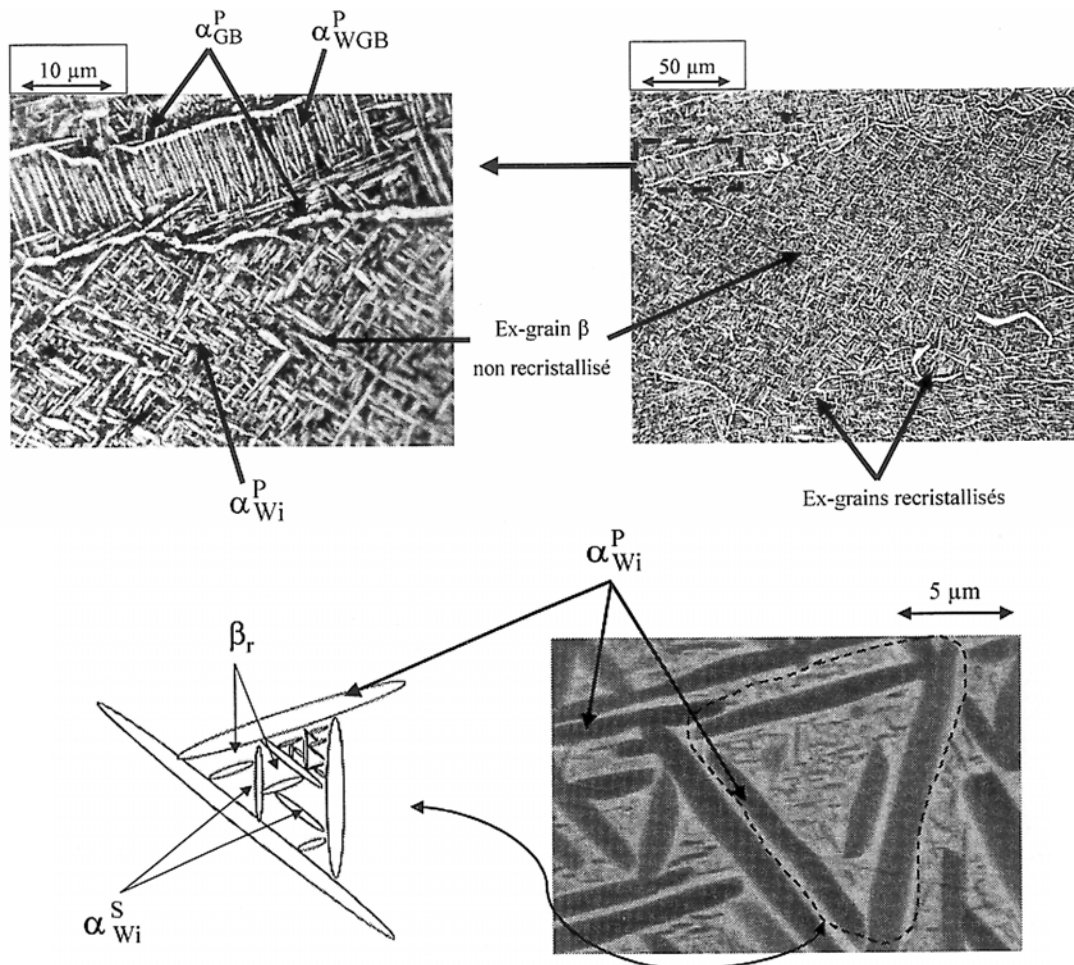 α^P_GB
α^P_WGB
10 µm
50 µm
Ex-grain β
non recristallisé
α^P_Wi
Ex-grains recristallisés
α^P_Wi
5 µm
β_r
α^S_Wi